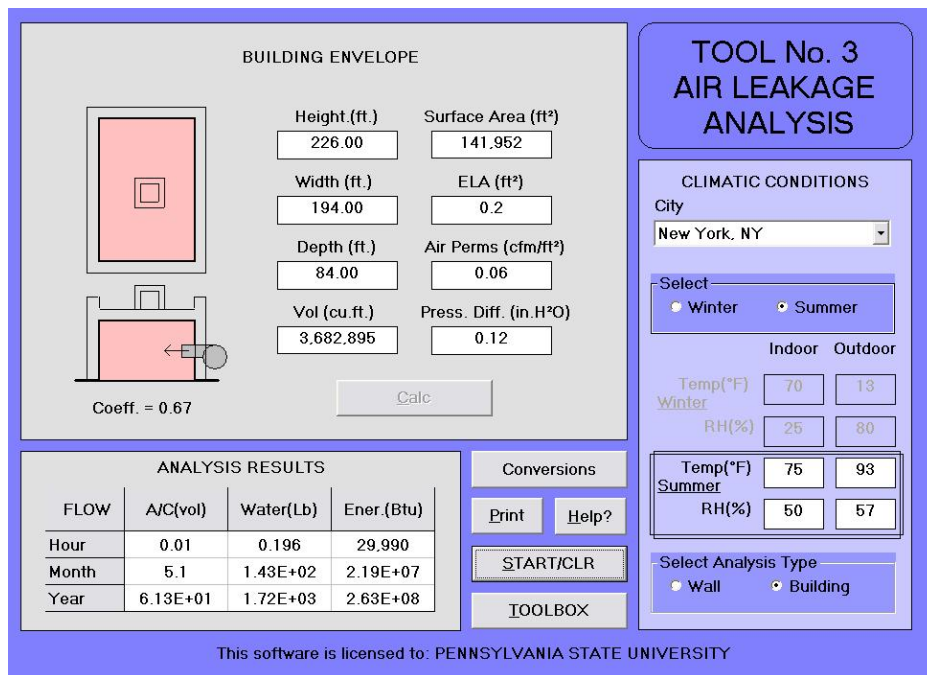 BUILDING ENVELOPE
Height.(ft.) Surface Area (ft²)
226.00 141,952
Width (ft.) ELA (ft²)
194.00 0.2
Depth (ft.) Air Perms (cfm/ft²)
84.00 0.06
Vol (cu.ft.) Press. Diff. (in.H²O)
3,682,895 0.12
Calc
Coeff. = 0.67
TOOL No. 3
AIR LEAKAGE
ANALYSIS
CLIMATIC CONDITIONS
City
New York, NY
Select
Winter Summer
Indoor Outdoor
Temp(°F) 70 13
Winter
RH(%) 25 80
Temp(°F) 75 93
Summer
RH(%) 50 57
Select Analysis Type
Wall Building
ANALYSIS RESULTS
FLOW A/C(vol) Water(Lb) Ener.(Btu)
Hour 0.01 0.196 29,990
Month 5.1 1.43E+02 2.19E+07
Year 6.13E+01 1.72E+03 2.63E+08
Conversions
Print Help?
START/CLR
TOOLBOX
This software is licensed to: PENNSYLVANIA STATE UNIVERSITY